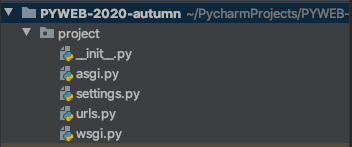 PYWEB-2020-autumn ~/PycharmProjects/PYWEB-
project
__init__.py
asgi.py
settings.py
urls.py
wsgi.py